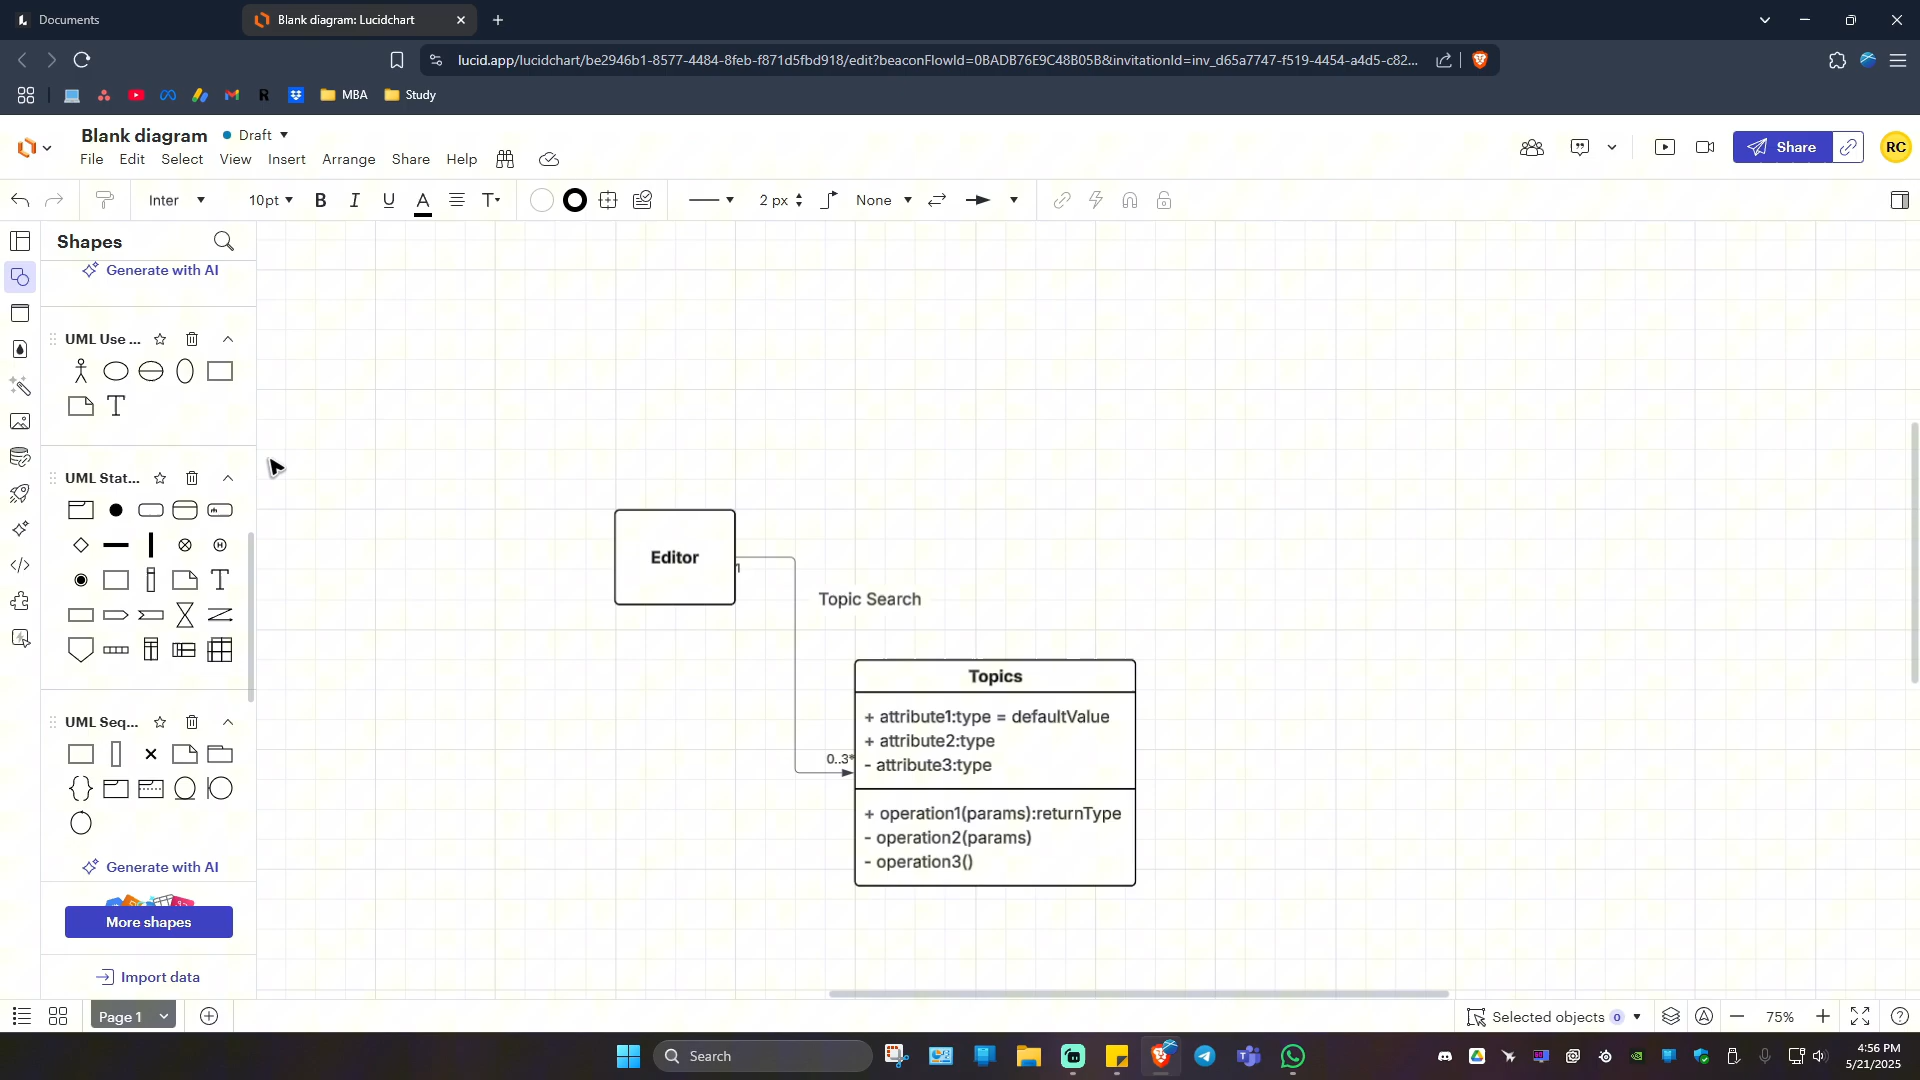 Documents
Blank diagram: Lucidchart
lucid.app/lucidchart/be2946b1-8577-4484-8feb-f871d5fbd918/edit?beaconFlowId=0BADB76E9C48B05B&invitationId=inv_d65a7747-f519-4454-a4d5-c82...
MBA
Study
Blank diagram
Draft
File Edit Select View Insert Arrange Share Help
Share
RC
Inter
10pt
B I U A T
2 px
None
Shapes
Generate with AI
UML Use ...
T
UML Stat...
H
T
UML Seq...
Generate with AI
More shapes
Import data
Editor
1
Topic Search
0..3*
Topics
+ attribute1:type = defaultValue
+ attribute2:type
- attribute3:type
+ operation1(params):returnType
- operation2(params)
- operation3()
Page 1
Selected objects 0
75%
Search
4:56 PM
5/21/2025